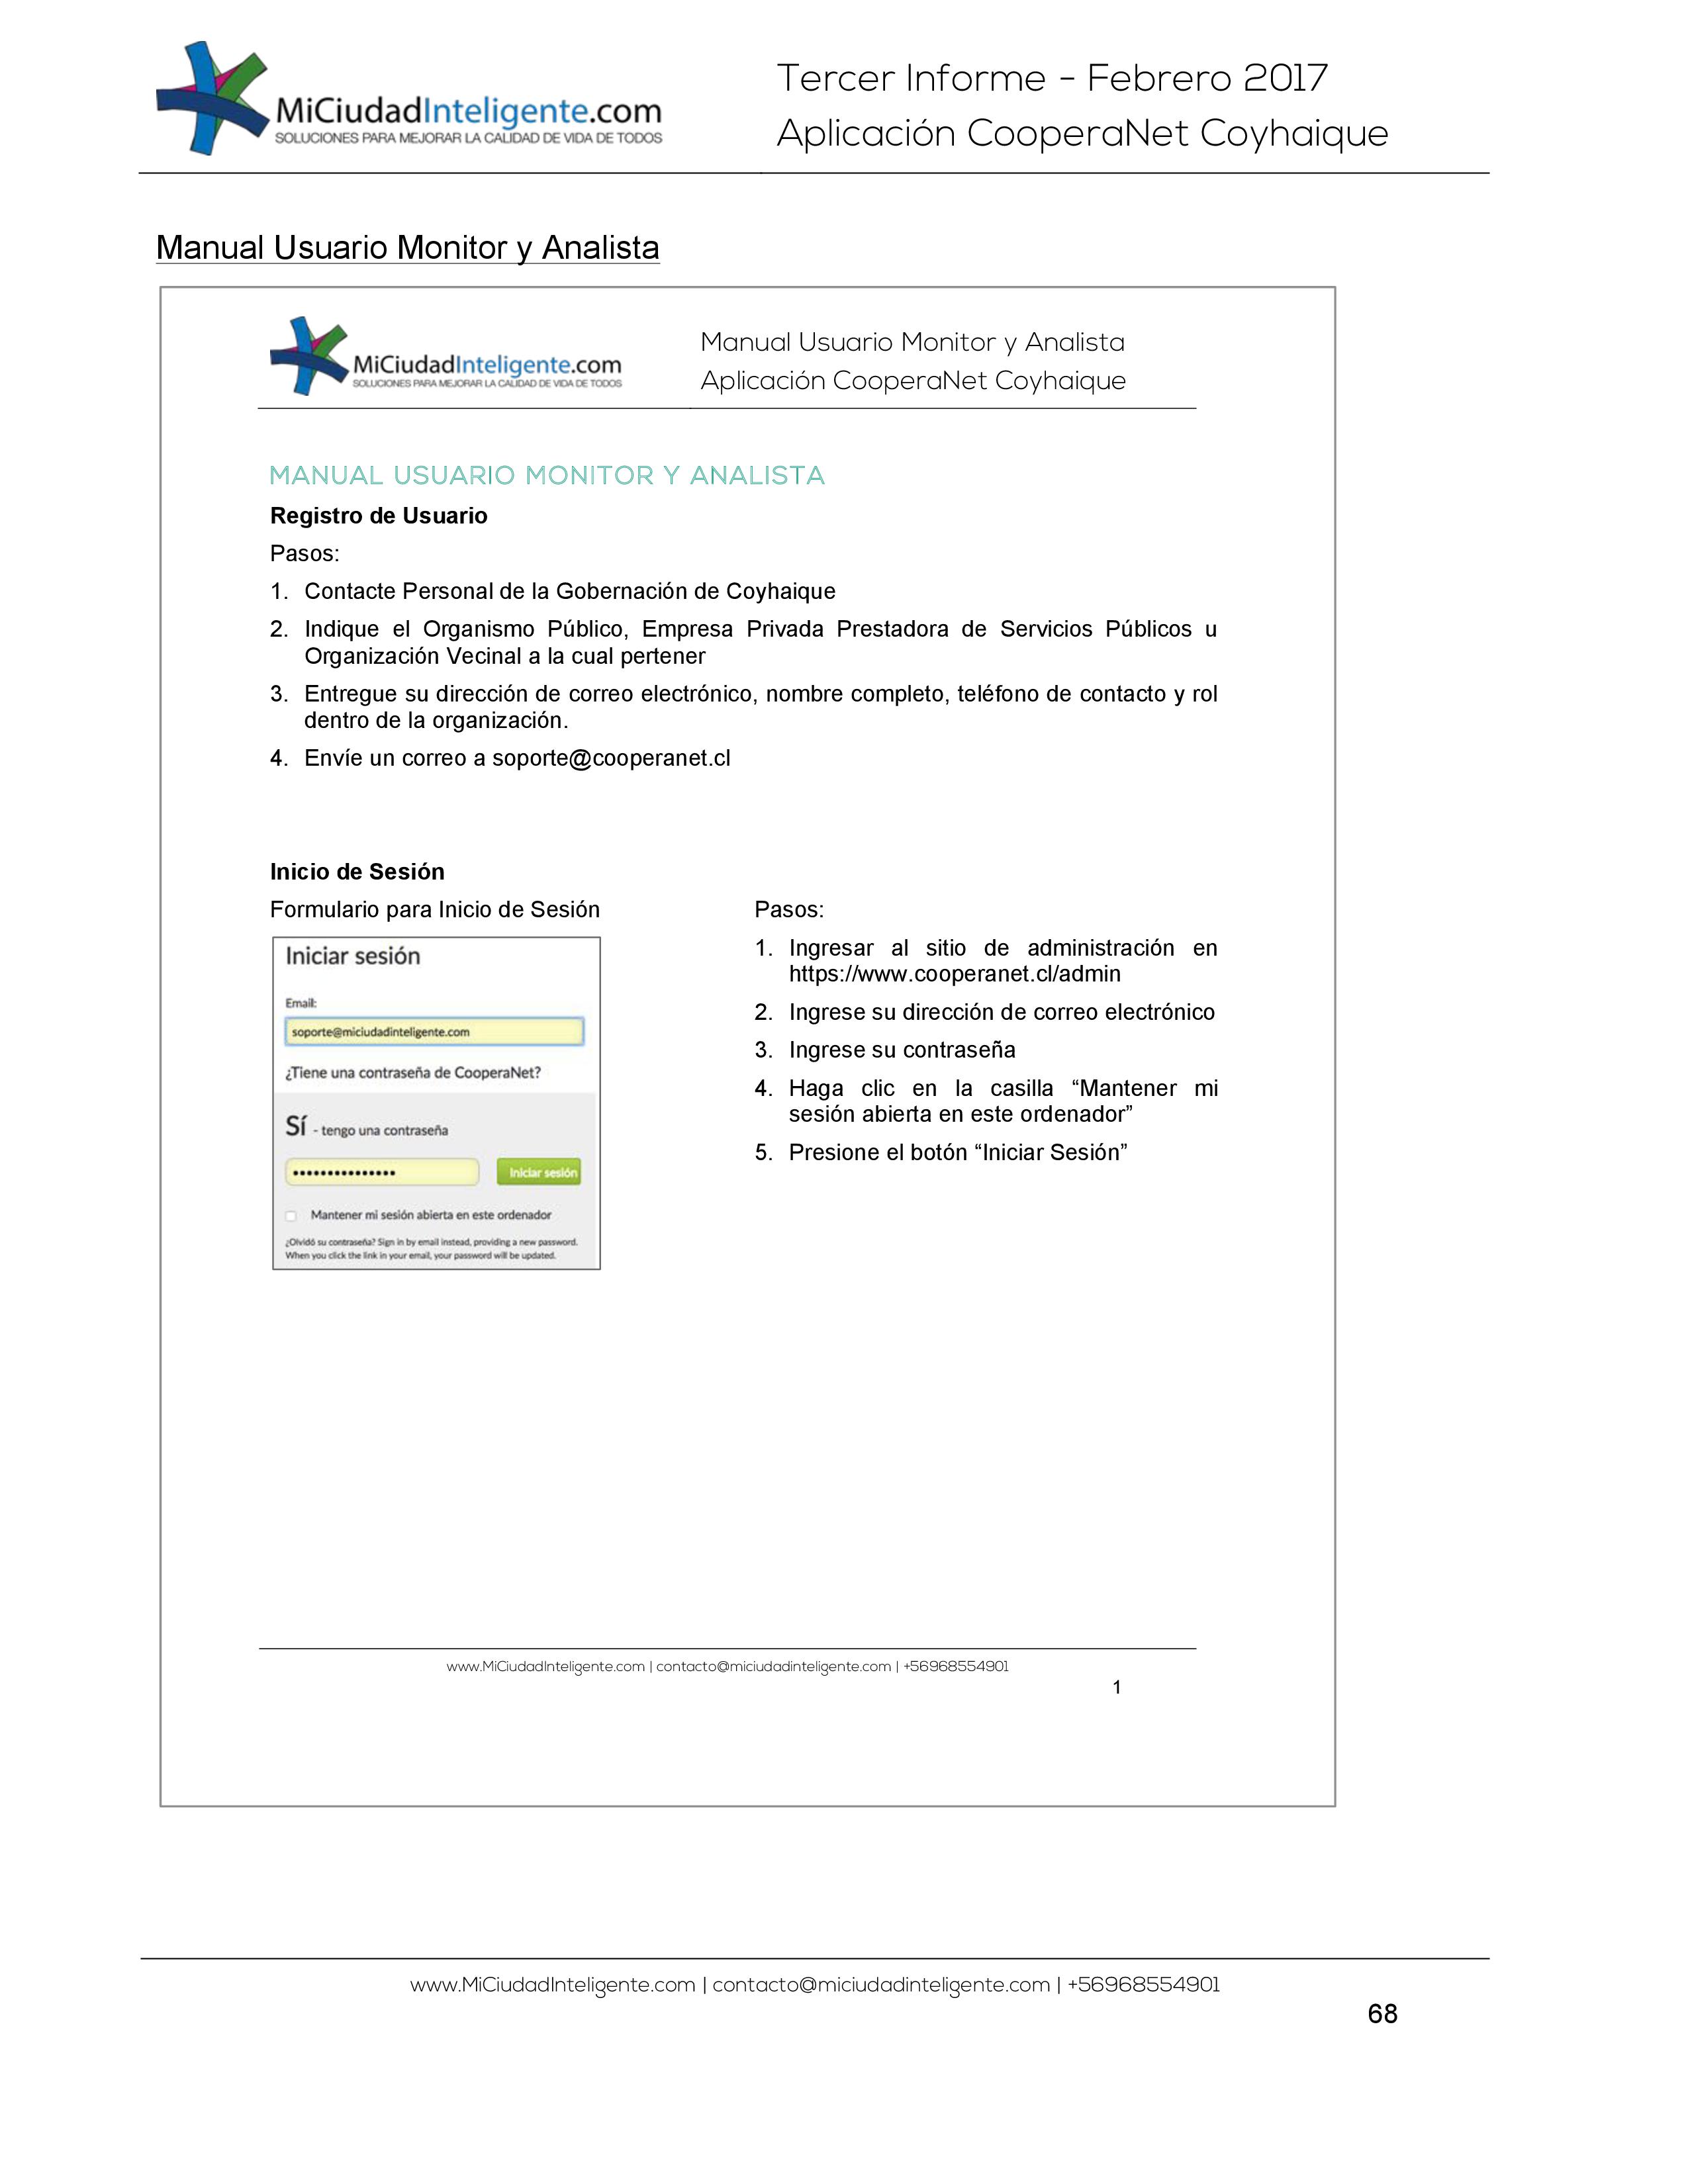 MiCiudadInteligente.com
SOLUCIONES PARA MEJORAR LA CALIDAD DE VIDA DE TODOS
Tercer Informe - Febrero 2017
Aplicación CooperaNet Coyhaique
Manual Usuario Monitor y Analista
MiCiudadInteligente.com
SOLUCIONES PARA MEJORAR LA CALIDAD DE VIDA DE TODOS
Manual Usuario Monitor y Analista
Aplicación CooperaNet Coyhaique
MANUAL USUARIO MONITOR Y ANALISTA
Registro de Usuario
Pasos:
1. Contacte Personal de la Gobernación de Coyhaique
2. Indique el Organismo Público, Empresa Privada Prestadora de Servicios Públicos u
Organización Vecinal a la cual pertener
3. Entregue su dirección de correo electrónico, nombre completo, teléfono de contacto y rol
dentro de la organización.
4. Envíe un correo a soporte@cooperanet.cl
Inicio de Sesión
Formulario para Inicio de Sesión
Iniciar sesión
Email:
soporte@miciudadinteligente.com
¿Tiene una contraseña de CooperaNet?
Sí - tengo una contraseña
•••••••••••••••
Iniciar sesión
Mantener mi sesión abierta en este ordenador
¿Olvidó su contraseña? Sign in by email instead, providing a new password.
When you click the link in your email, your password will be updated.
Pasos:
1. Ingresar al sitio de administración en
https://www.cooperanet.cl/admin
2. Ingrese su dirección de correo electrónico
3. Ingrese su contraseña
4. Haga clic en la casilla “Mantener mi
sesión abierta en este ordenador”
5. Presione el botón “Iniciar Sesión”
www.MiCiudadInteligente.com | contacto@miciudadinteligente.com | +56968554901
1
www.MiCiudadInteligente.com | contacto@miciudadinteligente.com | +56968554901
68